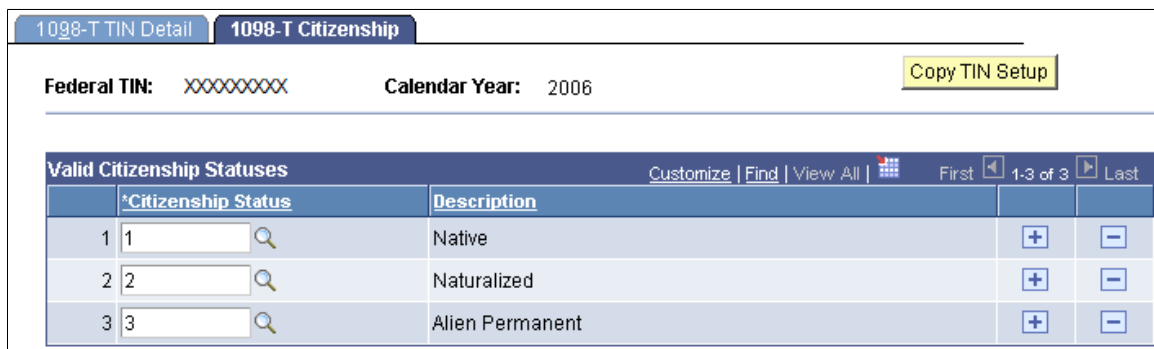 1098-T TIN Detail 1098-T Citizenship
Federal TIN: XXXXXXXXX Calendar Year: 2006 Copy TIN Setup
Valid Citizenship Statuses Customize | Find | View All | First 1-3 of 3 Last
*Citizenship Status Description
1 1 Native
2 2 Naturalized
3 3 Alien Permanent